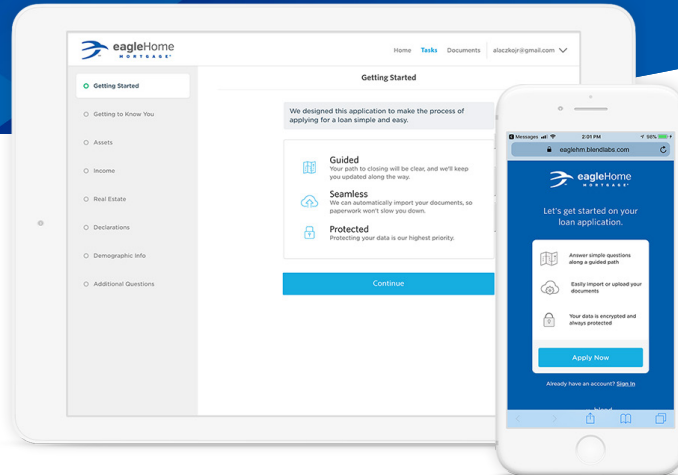 eagleHome
MORTGAGE
Home Tasks Documents alaczkojr@gmail.com
Getting Started
Getting Started
Getting to Know You
Assets
Income
Real Estate
Declarations
Demographic Info
Additional Questions
We designed this application to make the process of
applying for a loan simple and easy.
Guided
Your path to closing will be clear, and we'll keep
you updated along the way.
Seamless
We can automatically import your documents, so
paperwork won't slow you down.
Protected
Protecting your data is our highest priority.
Continue
Messages 2:01 PM 98%
eaglehm.blendlabs.com
eagleHome
MORTGAGE
Let's get started on your
loan application.
Answer simple questions
along a guided path
Easily import or upload your
documents
Your data is encrypted and
always protected
Apply Now
Already have an account? Sign In
blend